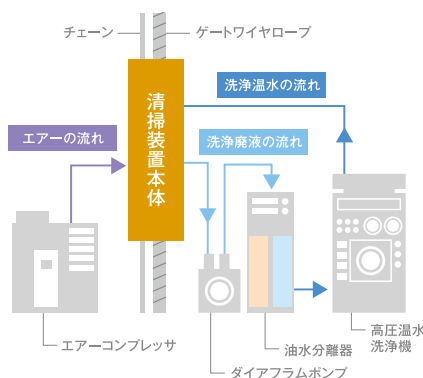 チェーン
ゲートワイヤロープ
清掃装置本体
洗浄温水の流れ
エアーの流れ
洗浄廃液の流れ
エアーコンプレッサ
ダイアフラムポンプ
油水分離器
高圧温水
洗浄機